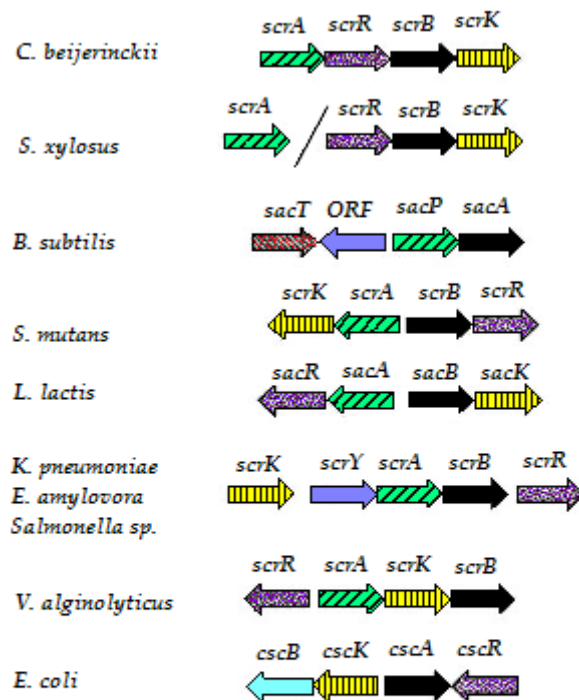 scrA scrR scrB scrK
C. beijerinckii
scrA scrR scrB scrK
S. xylosus
sacT ORF sacP sacA
B. subtilis
scrK scrA scrB scrR
S. mutans
sacR sacA sacB sacK
L. lactis
K. pneumoniae scrK scrY scrA scrB scrR
E. amylovora
Salmonella sp.
scrR scrA scrK scrB
V. alginolyticus
cscB cscK cscA cscR
E. coli